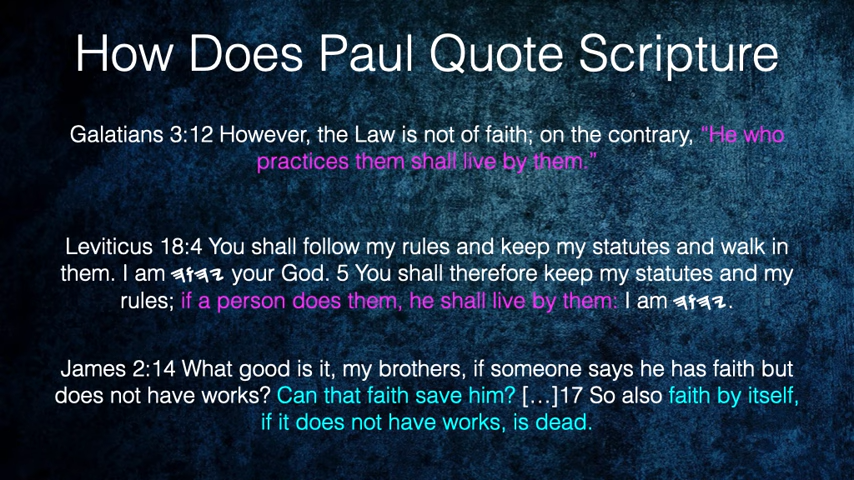 How Does Paul Quote Scripture
Galatians 3:12 However, the Law is not of faith; on the contrary, “He who
practices them shall live by them.”
Leviticus 18:4 You shall follow my rules and keep my statutes and walk in
them. I am 𐤉𐤄𐤅𐤄 your God. 5 You shall therefore keep my statutes and my
rules; if a person does them, he shall live by them: I am 𐤉𐤄𐤅𐤄.
James 2:14 What good is it, my brothers, if someone says he has faith but
does not have works? Can that faith save him? […]17 So also faith by itself,
if it does not have works, is dead.